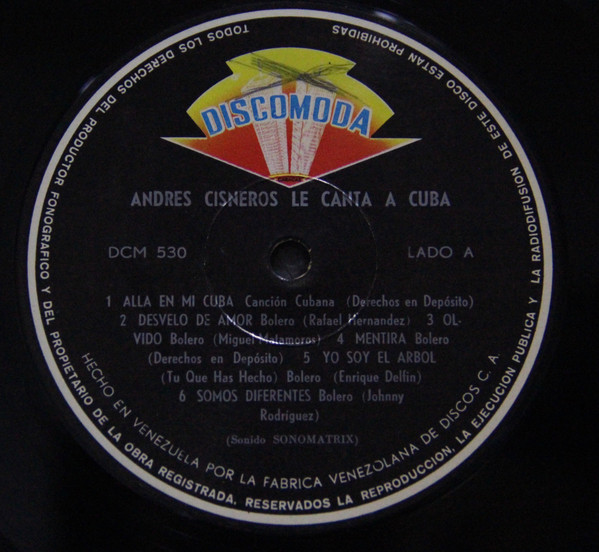 DISCOMODA
ANDRES CISNEROS LE CANTA A CUBA
DCM 530
LADO A
1 ALLA EN MI CUBA Canción Cubana (Derechos en Depósito)
2 DESVELO DE AMOR Bolero (Rafael Hernandez) 3 OL-
VIDO Bolero (Miguel Matamoros) 4 MENTIRA Bolero
(Derechos en Depósito) 5 YO SOY EL ARBOL
(Tu Que Has Hecho) Bolero (Enrique Delfin)
6 SOMOS DIFERENTES Bolero (Johnny
Rodríguez)
(Sonido SONOMATRIX)
HECHO EN VENEZUELA POR LA FABRICA VENEZOLANA DE DISCOS C. A.
TODOS LOS DERECHOS DEL PRODUCTOR FONOGRAFICO Y DEL PROPIETARIO DE LA OBRA REGISTRADA. RESERVADOS LA REPRODUCCION, LA EJECUCION PUBLICA Y LA RADIODIFUSION DE ESTE DISCO ESTAN PROHIBIDAS